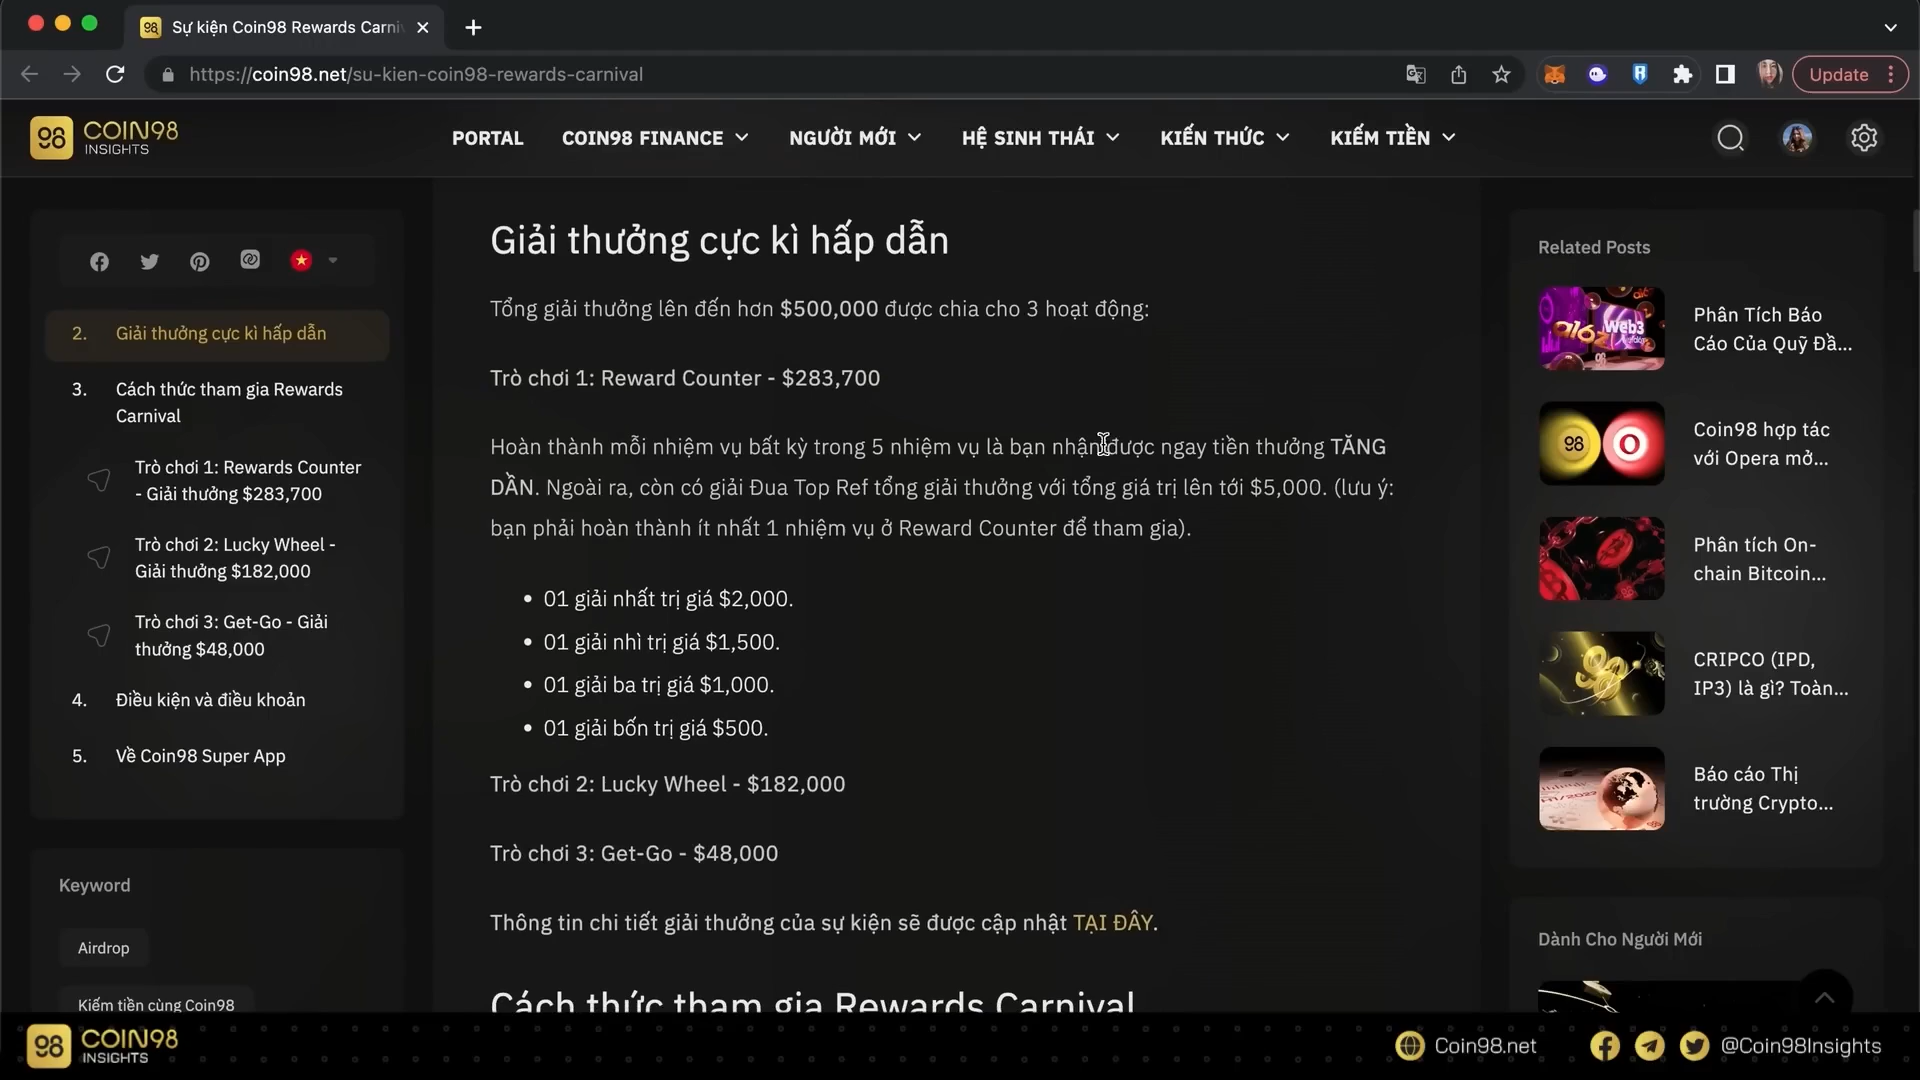 Sự kiện Coin98 Rewards Carni
https://coin98.net/su-kien-coin98-rewards-carnival
Update
98
COIN98
INSIGHTS
PORTAL
COIN98 FINANCE
NGƯỜI MỚI
HỆ SINH THÁI
KIẾN THỨC
KIẾM TIỀN
2. Giải thưởng cực kì hấp dẫn
3. Cách thức tham gia Rewards
Carnival
Trò chơi 1: Rewards Counter
- Giải thưởng $283,700
Trò chơi 2: Lucky Wheel -
Giải thưởng $182,000
Trò chơi 3: Get-Go - Giải
thưởng $48,000
4. Điều kiện và điều khoản
5. Về Coin98 Super App
Keyword
Airdrop
Kiếm tiền cùng Coin98
Giải thưởng cực kì hấp dẫn
Tổng giải thưởng lên đến hơn $500,000 được chia cho 3 hoạt động:
Trò chơi 1: Reward Counter - $283,700
Hoàn thành mỗi nhiệm vụ bất kỳ trong 5 nhiệm vụ là bạn nhận được ngay tiền thưởng TĂNG
DẦN. Ngoài ra, còn có giải Đua Top Ref tổng giải thưởng với tổng giá trị lên tới $5,000. (lưu ý:
bạn phải hoàn thành ít nhất 1 nhiệm vụ ở Reward Counter để tham gia).
• 01 giải nhất trị giá $2,000.
• 01 giải nhì trị giá $1,500.
• 01 giải ba trị giá $1,000.
• 01 giải bốn trị giá $500.
Trò chơi 2: Lucky Wheel - $182,000
Trò chơi 3: Get-Go - $48,000
Thông tin chi tiết giải thưởng của sự kiện sẽ được cập nhật TẠI ĐÂY.
Cách thức tham gia Rewards Carnival
Related Posts
a16z Web3
Phân Tích Báo
Cáo Của Quỹ Đầ...
98
Coin98 hợp tác
với Opera mở...
Phân tích On-
chain Bitcoin...
CRIPCO (IPD,
IP3) là gì? Toàn...
Báo cáo Thị
trường Crypto...
Dành Cho Người Mới
98
COIN98
INSIGHTS
Coin98.net
@Coin98Insights